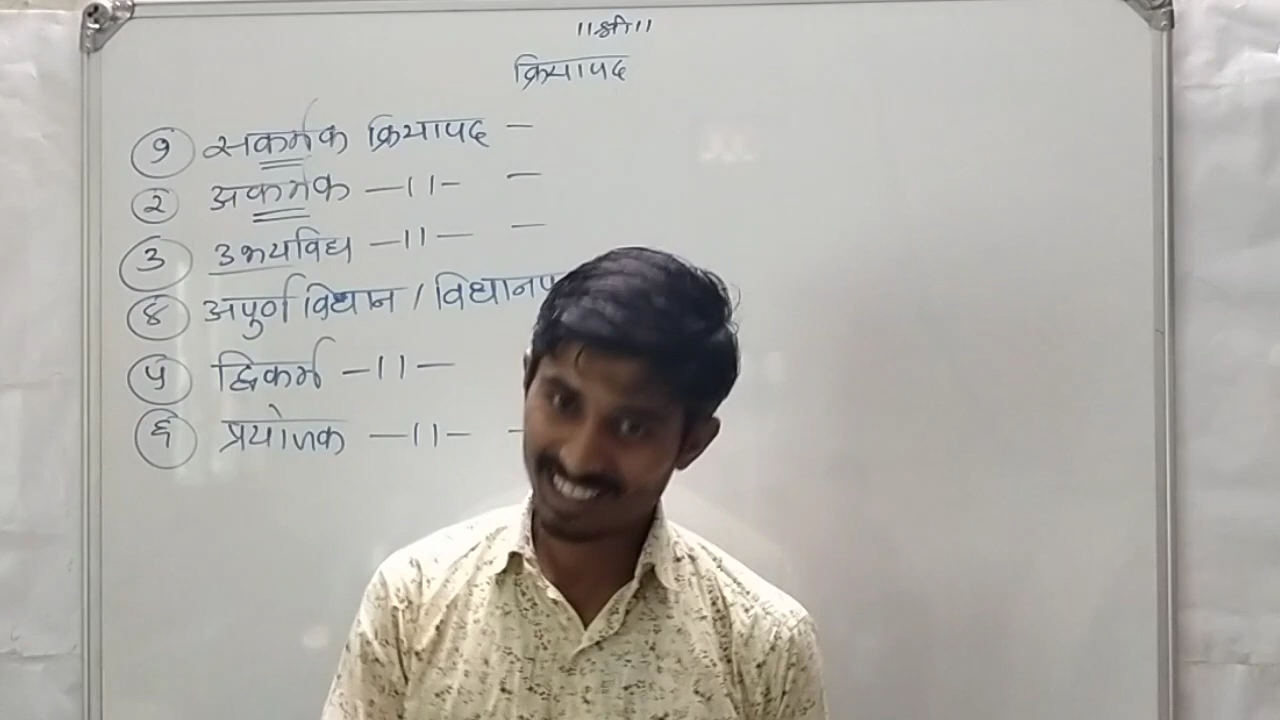 ॥श्री॥
क्रियापद
१ सकर्मक क्रियापद –
२ अकर्मक —॥— –
३ उभयविध —॥— –
४ अपुर्ण विधान / विधानप
५ द्विकर्म —॥—
६ प्रयोजक —॥— -